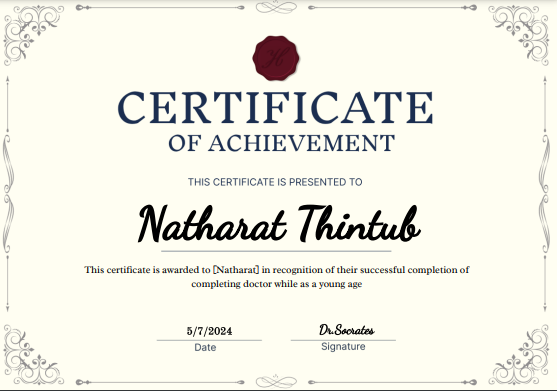 H
CERTIFICATE
OF ACHIEVEMENT
THIS CERTIFICATE IS PRESENTED TO
Natharat Thintub
This certificate is awarded to [Natharat] in recognition of their successful completion of
completing doctor while as a young age
5/7/2024
Dr.Socrates
Date
Signature